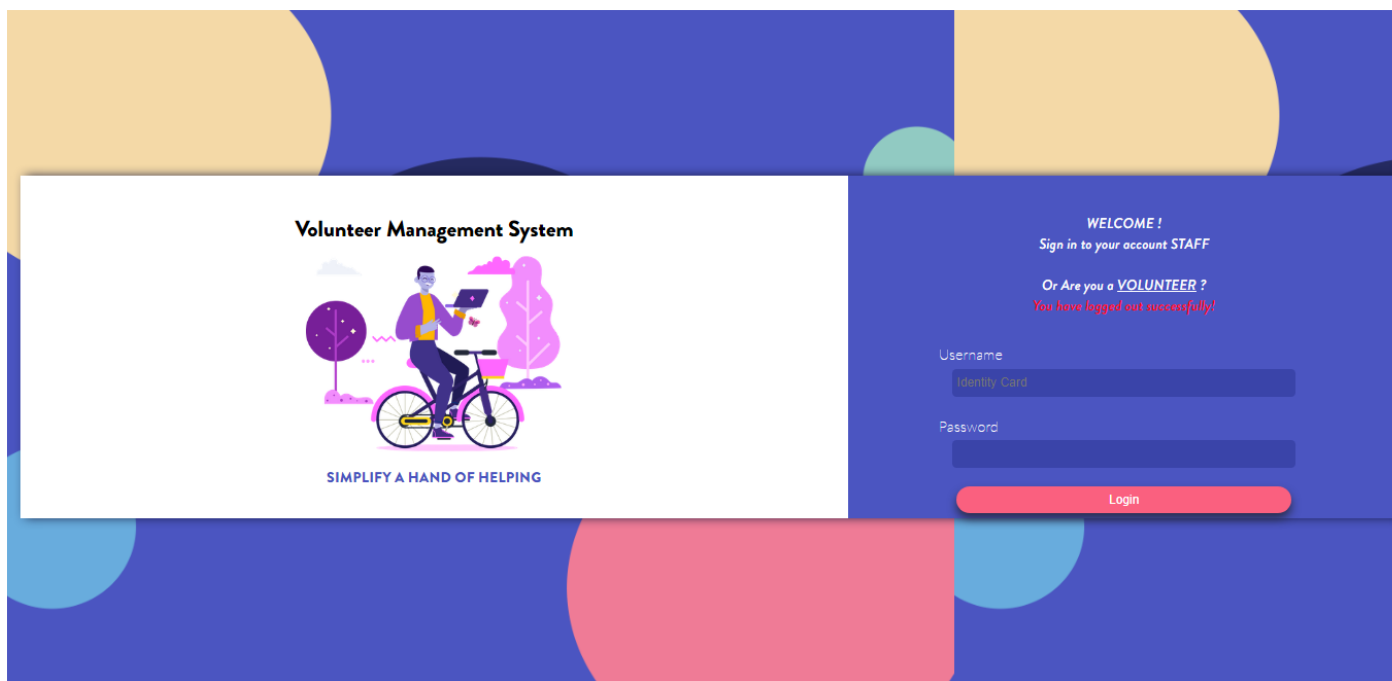 Volunteer Management System
SIMPLIFY A HAND OF HELPING
WELCOME !
Sign in to your account STAFF
Or Are you a VOLUNTEER ?
You have logged out successfully!
Username
Identity Card
Password
Login